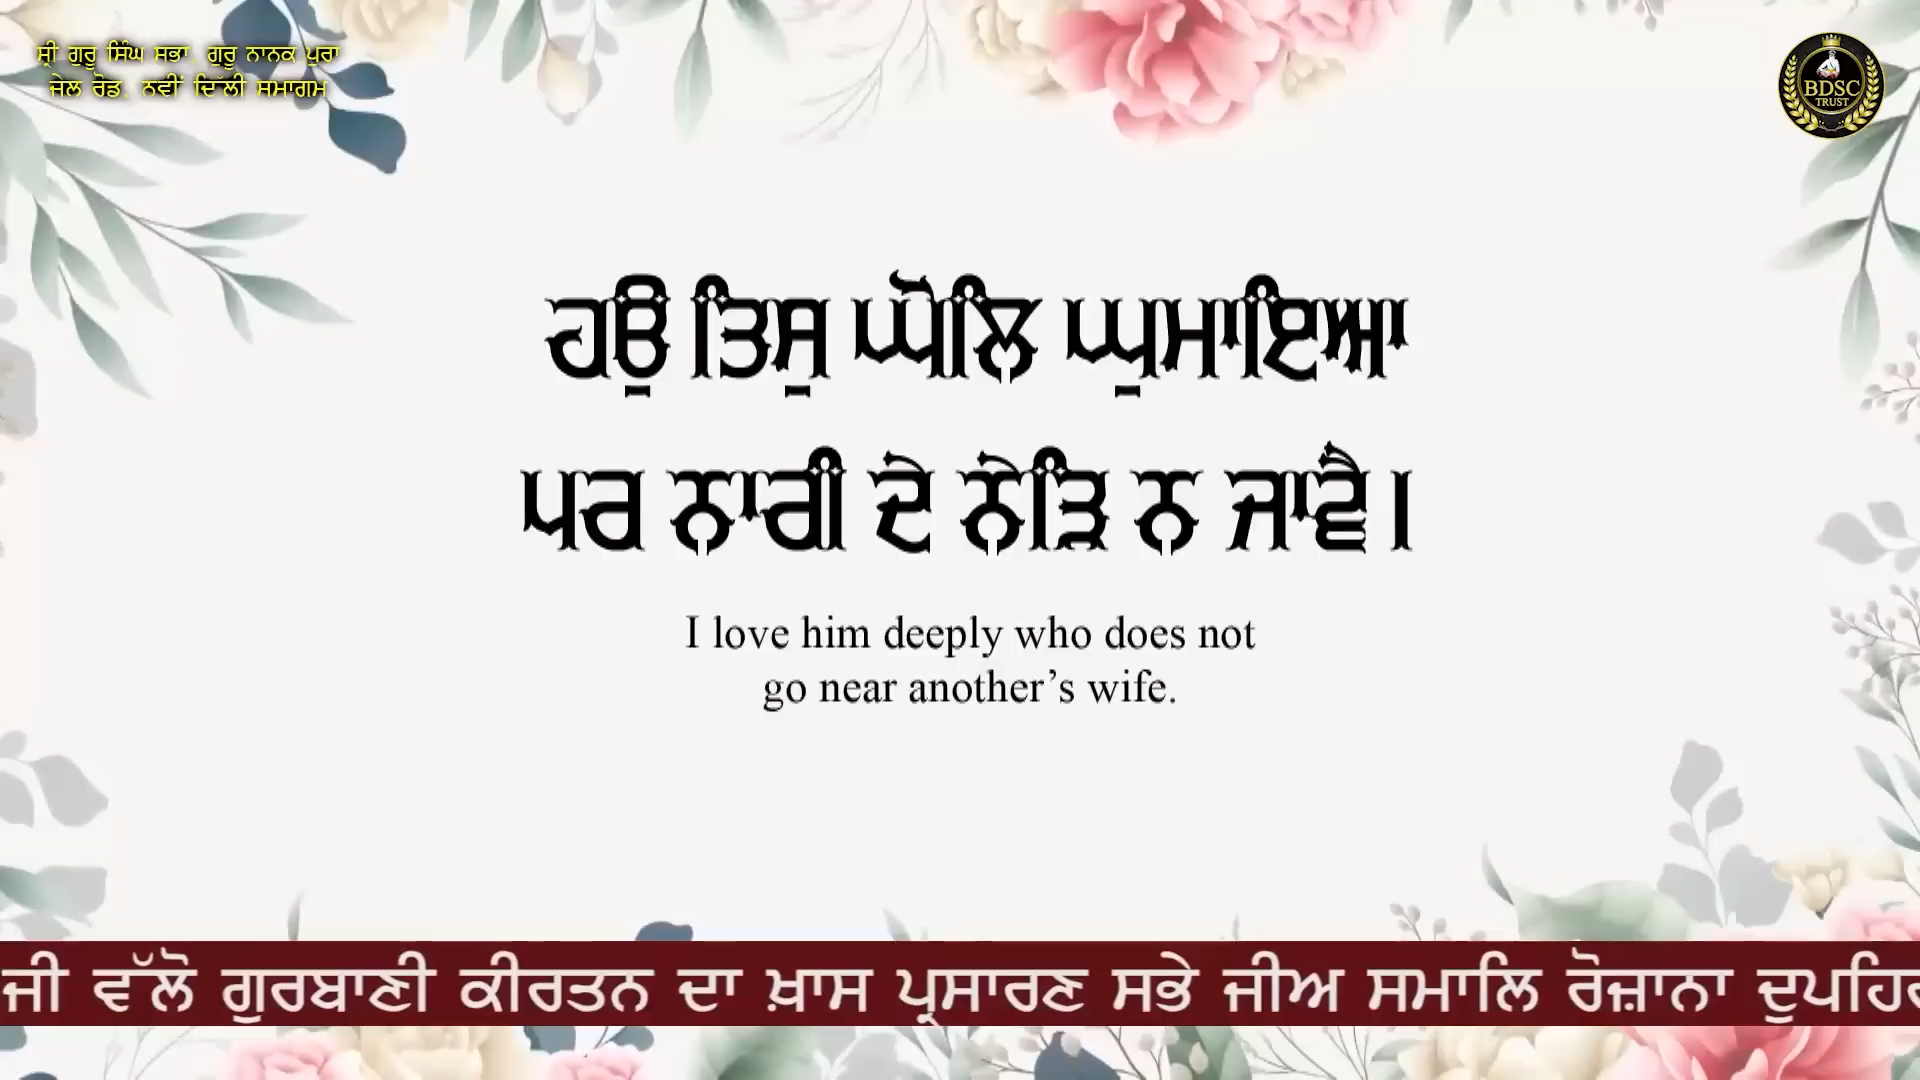 ਸ੍ਰੀ ਗੁਰੂ ਸਿੰਘ ਸਭਾ, ਗੁਰੂ ਨਾਨਕ ਪੁਰਾ
ਜੇਲ ਰੋਡ, ਨਵੀਂ ਦਿੱਲੀ ਸਮਾਗਮ
BDSC
TRUST
ਹਉਂ ਤਿਸੁ ਘੋਲਿ ਘੁਮਾਇਆ
ਪਰ ਨਾਰੀ ਦੇ ਨੇੜਿ ਨ ਜਾਵੈ।
I love him deeply who does not
go near another’s wife.
ਜੀ ਵੱਲੋ ਗੁਰਬਾਣੀ ਕੀਰਤਨ ਦਾ ਖ਼ਾਸ ਪ੍ਰਸਾਰਣ ਸਭੇ ਜੀਅ ਸਮਾਲਿ ਰੋਜ਼ਾਨਾ ਦੁਪਹਿਰ